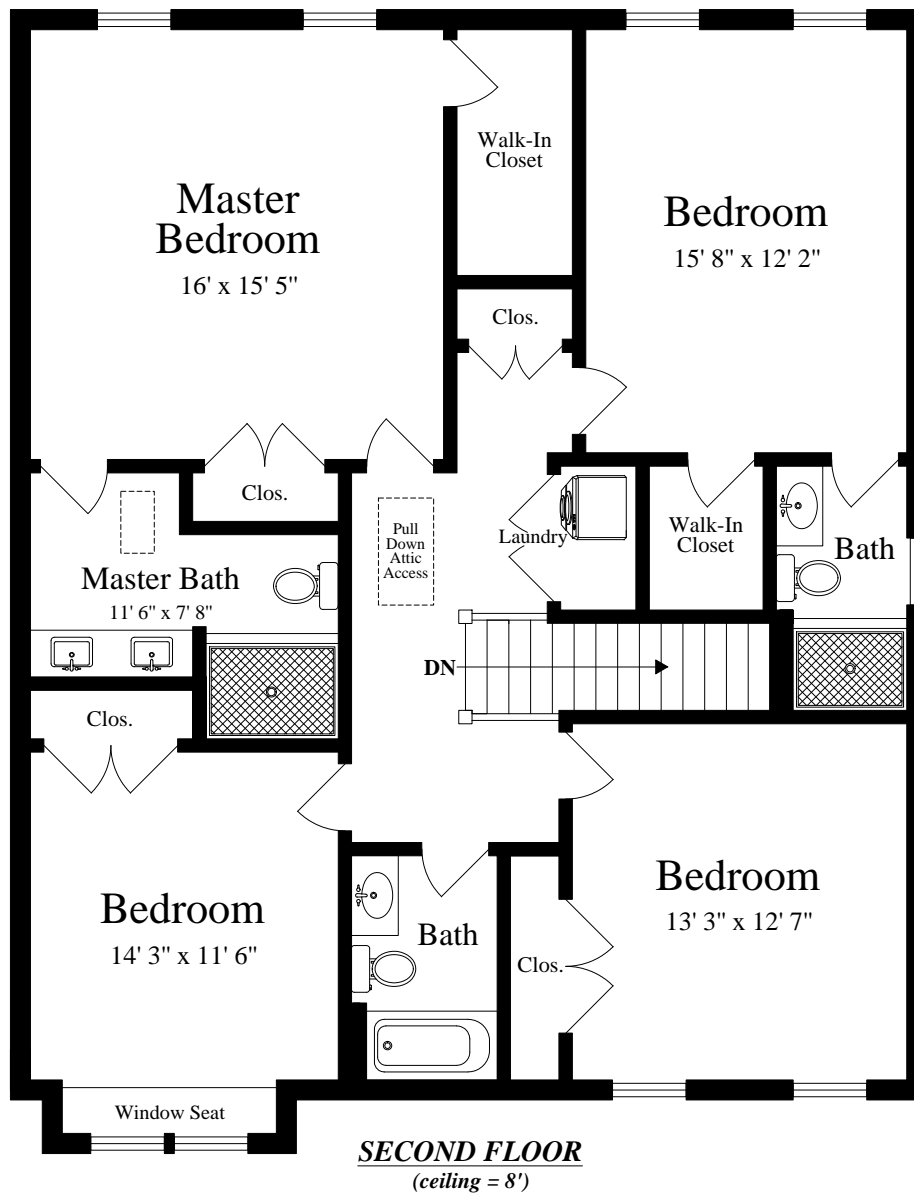 Walk-In
Closet
Master
Bedroom
16' x 15' 5"
Bedroom
15' 8" x 12' 2"
Clos.
Clos.
Pull
Down
Attic
Access
Laundry
Walk-In
Closet
Bath
Master Bath
11' 6" x 7' 8"
DN
Clos.
Bedroom
14' 3" x 11' 6"
Bath
Clos.
Bedroom
13' 3" x 12' 7"
Window Seat
SECOND FLOOR
(ceiling = 8')